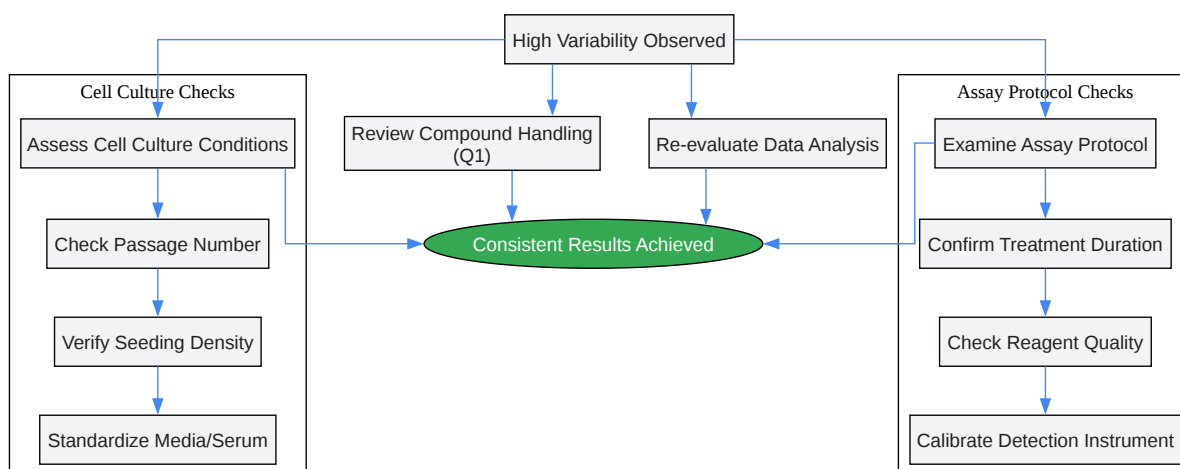 High Variability Observed
Cell Culture Checks
Assay Protocol Checks
Assess Cell Culture Conditions
Review Compound Handling
(Q1)
Re-evaluate Data Analysis
Examine Assay Protocol
Check Passage Number
Consistent Results Achieved
Confirm Treatment Duration
Verify Seeding Density
Check Reagent Quality
Standardize Media/Serum
Calibrate Detection Instrument